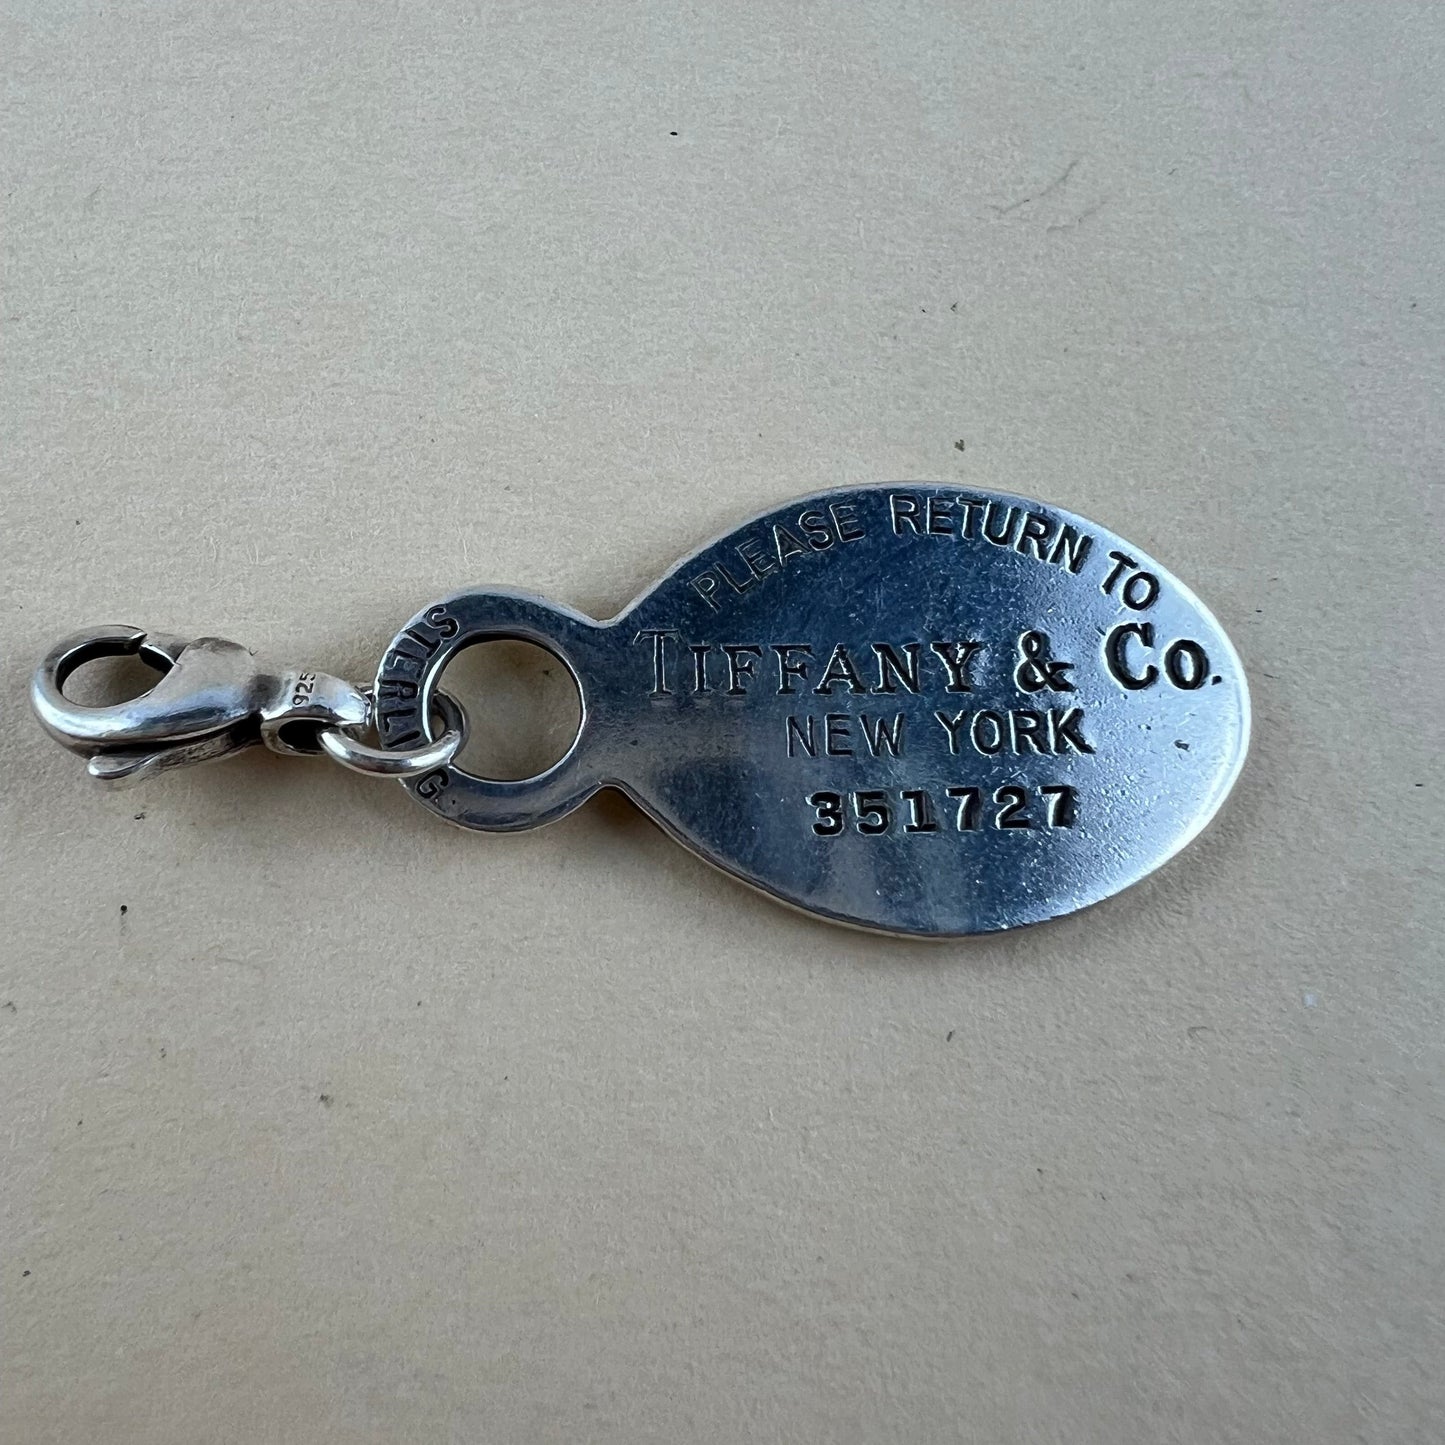 PLEASE RETURN TO
TIFFANY & CO.
NEW YORK
351727
STERLING
925